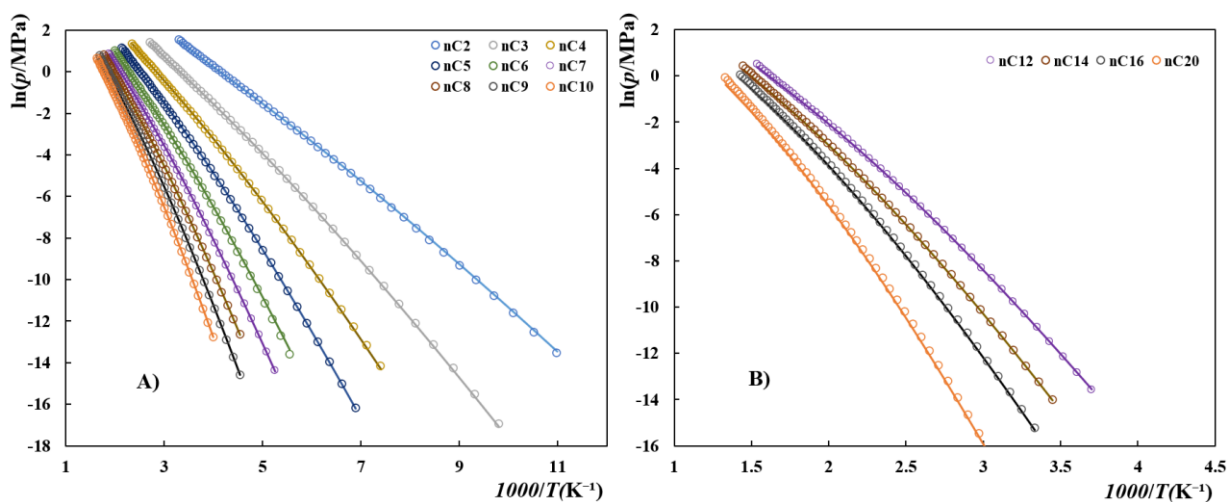 ln(p/MPa)
2
0
-2
-4
-6
-8
-10
-12
-14
-16
-18
nC2 nC3 nC4
nC5 nC6 nC7
nC8 nC9 nC10
A)
1 3 5 7 9 11
1000/T(K⁻¹)
ln(p/MPa)
2
0
-2
-4
-6
-8
-10
-12
-14
-16
nC12 nC14 nC16 nC20
B)
1 1.5 2 2.5 3 3.5 4 4.5
1000/T(K⁻¹)